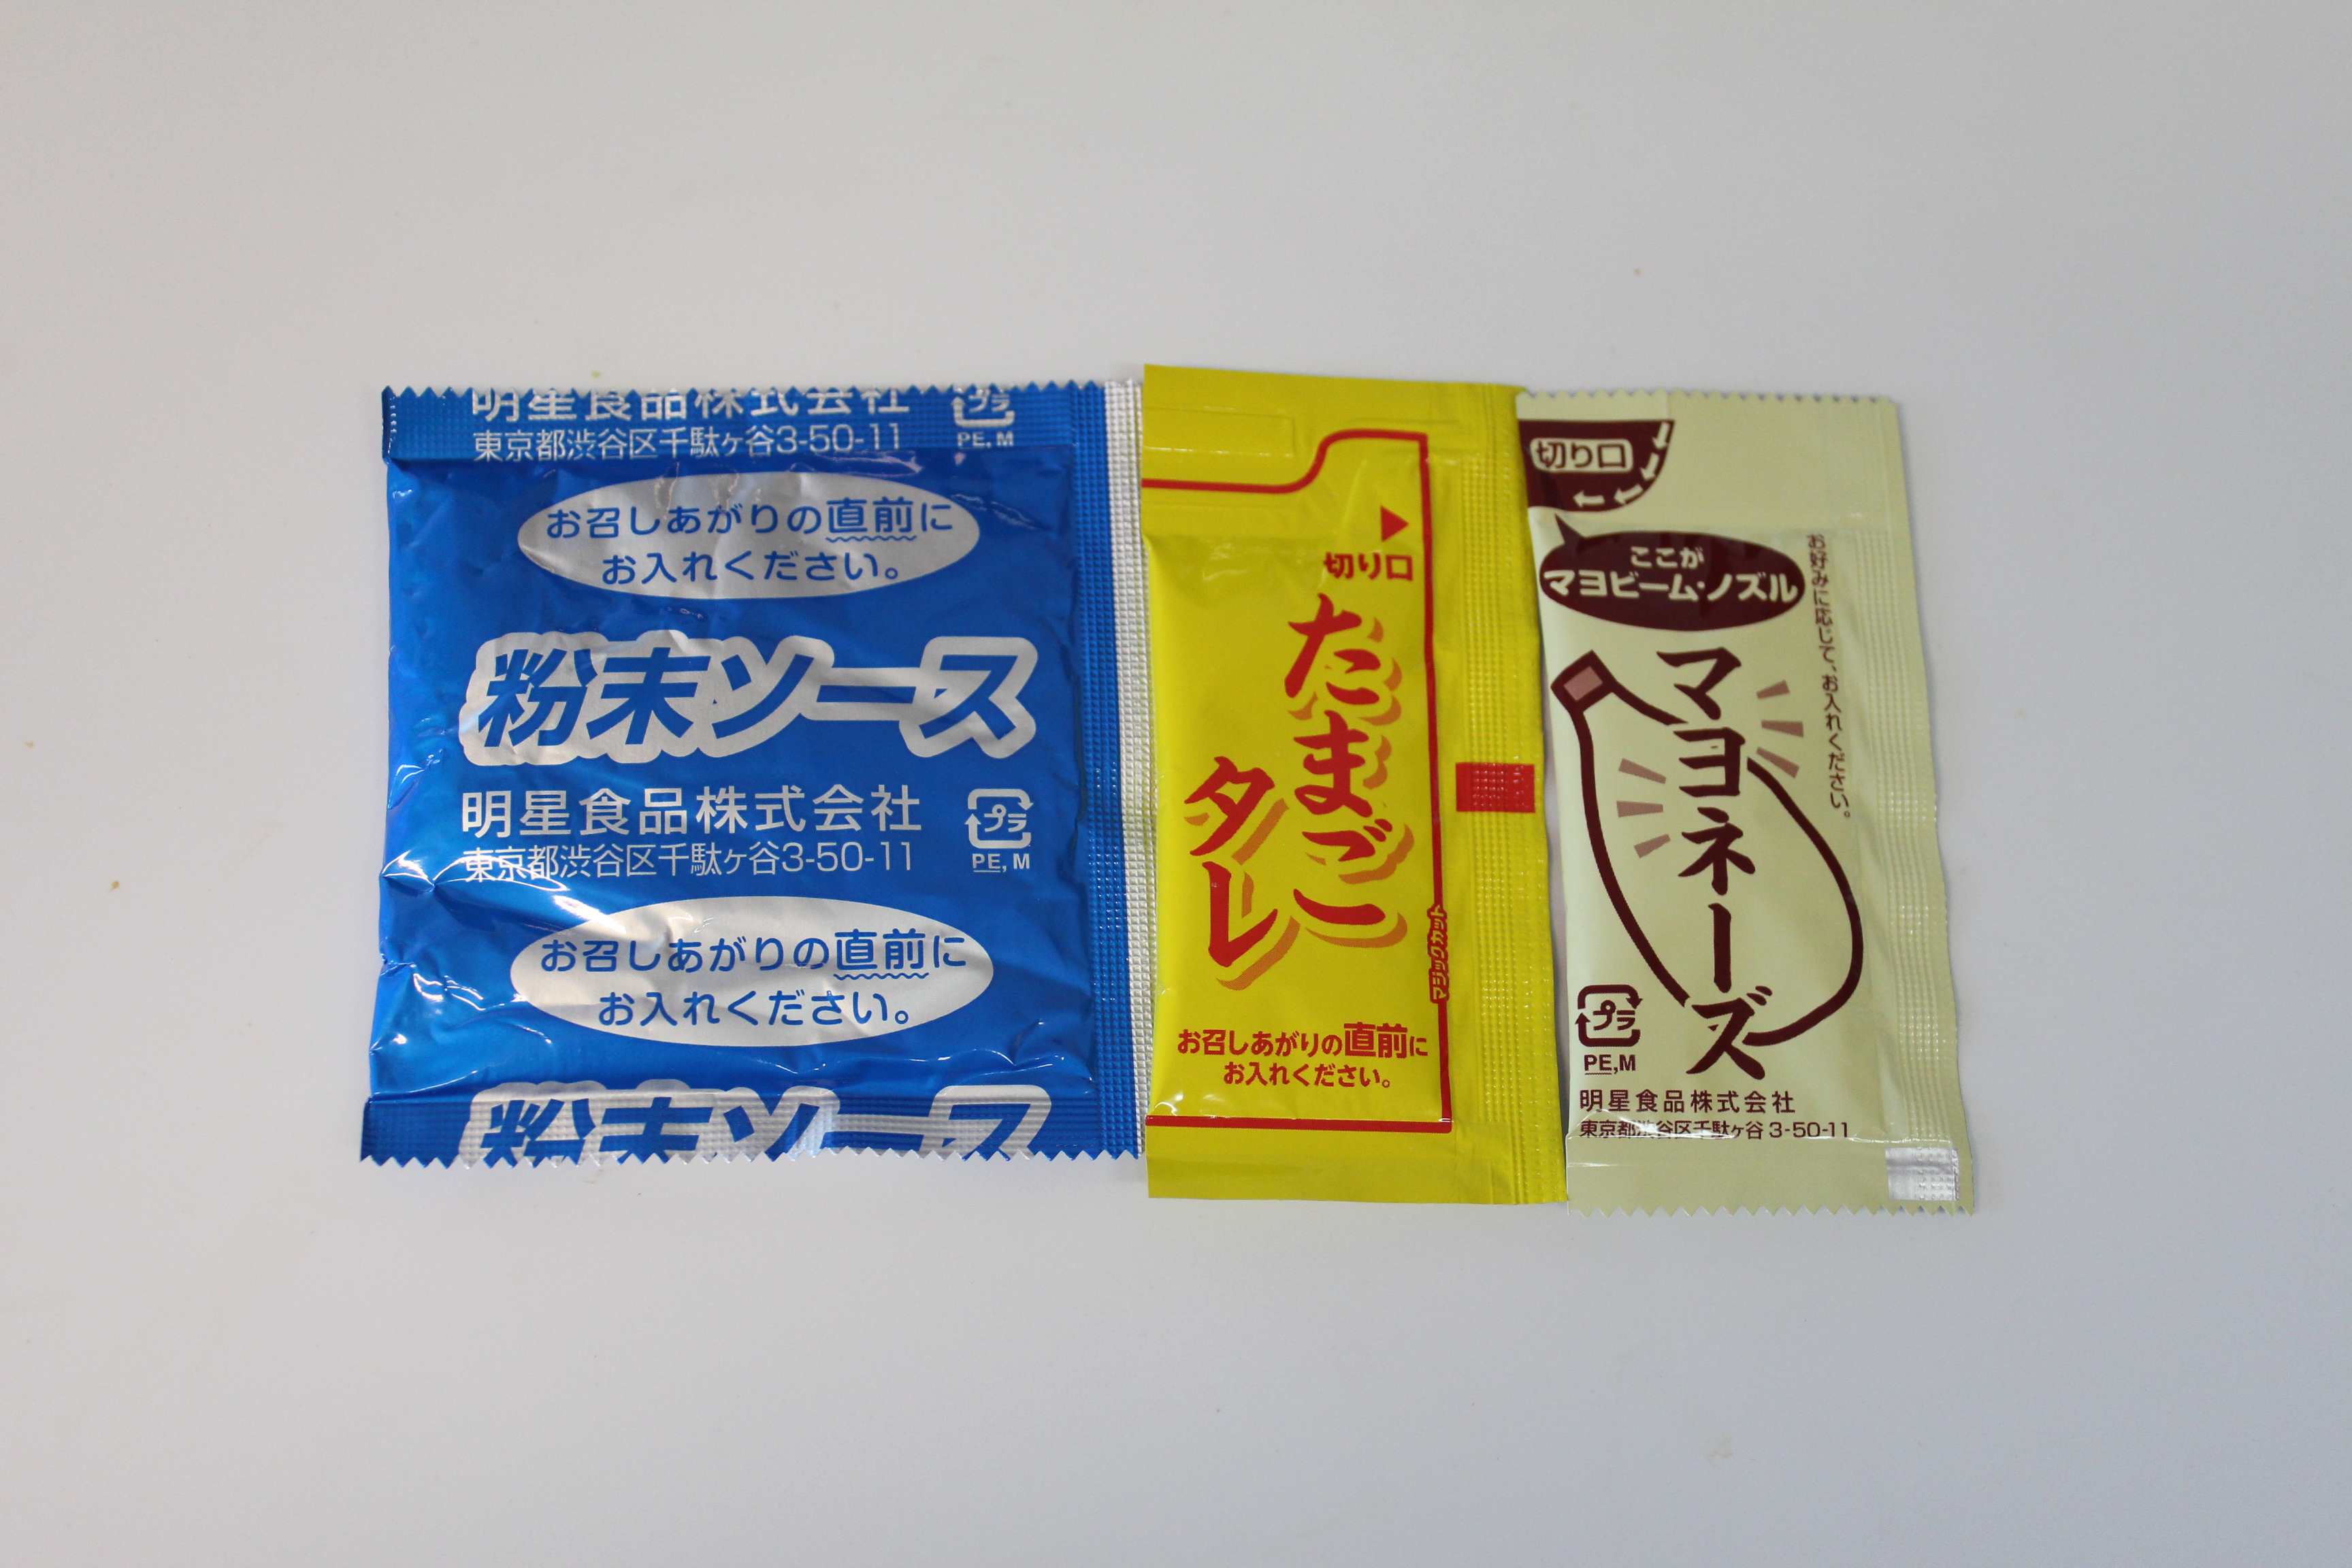 明星食品株式会社
プラ
東京都渋谷区千駄ヶ谷3-50-11
PE, M
お召しあがりの直前に
お入れください。
粉末ソース
明星食品株式会社
プラ
東京都渋谷区千駄ヶ谷3-50-11
PE, M
お召しあがりの直前に
お入れください。
粉末ソース
切り口
たまご
タレ
マジックカット
お召しあがりの直前に
お入れください。
切り口
ここが
マヨビーム・ノズル
お好みに応じて、お入れください。
マヨネーズ
プラ
PE,M
明星食品株式会社
東京都渋谷区千駄ヶ谷 3-50-11